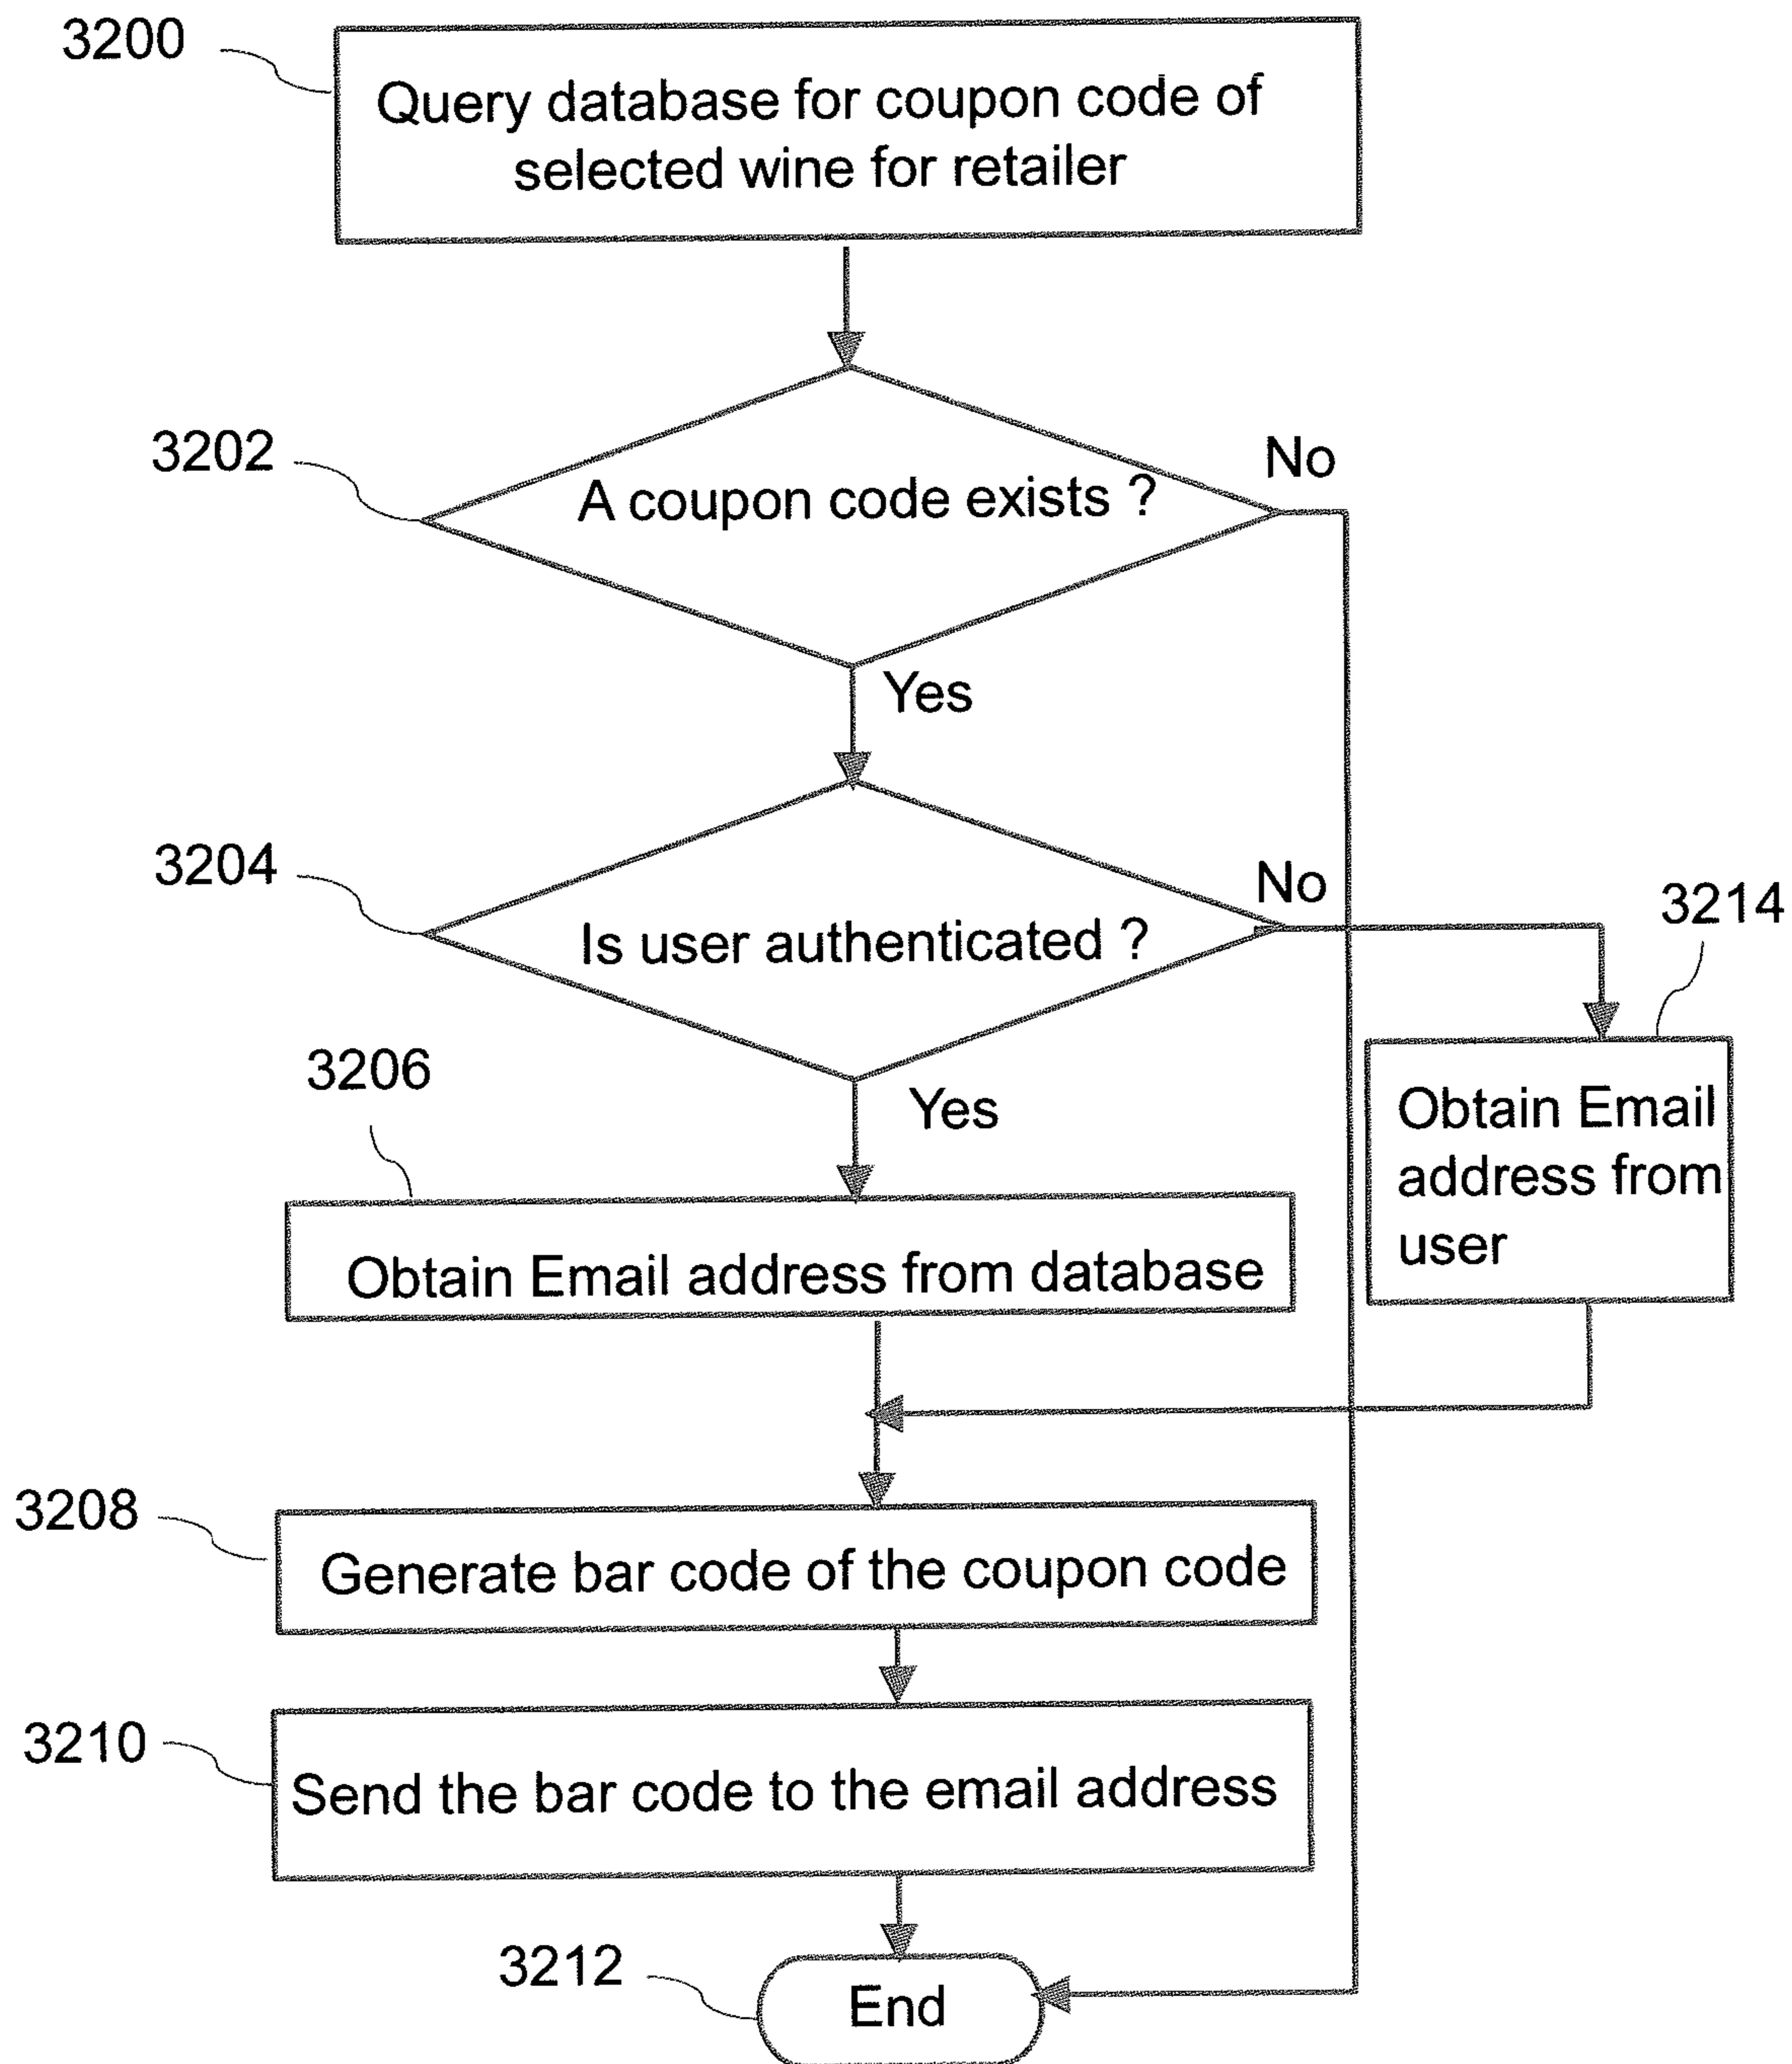 3200
Query database for coupon code of
selected wine for retailer
3202
A coupon code exists ?
No
Yes
3204
Is user authenticated ?
No
3214
3206
Yes
Obtain Email
address from
user
Obtain Email address from database
3208
Generate bar code of the coupon code
3210
Send the bar code to the email address
3212
End